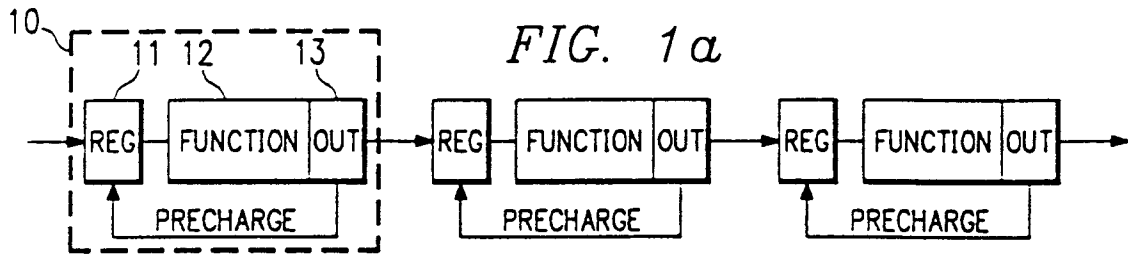 10
11 12 13
FIG. 1a
REG FUNCTION OUT REG FUNCTION OUT REG FUNCTION OUT
PRECHARGE PRECHARGE PRECHARGE